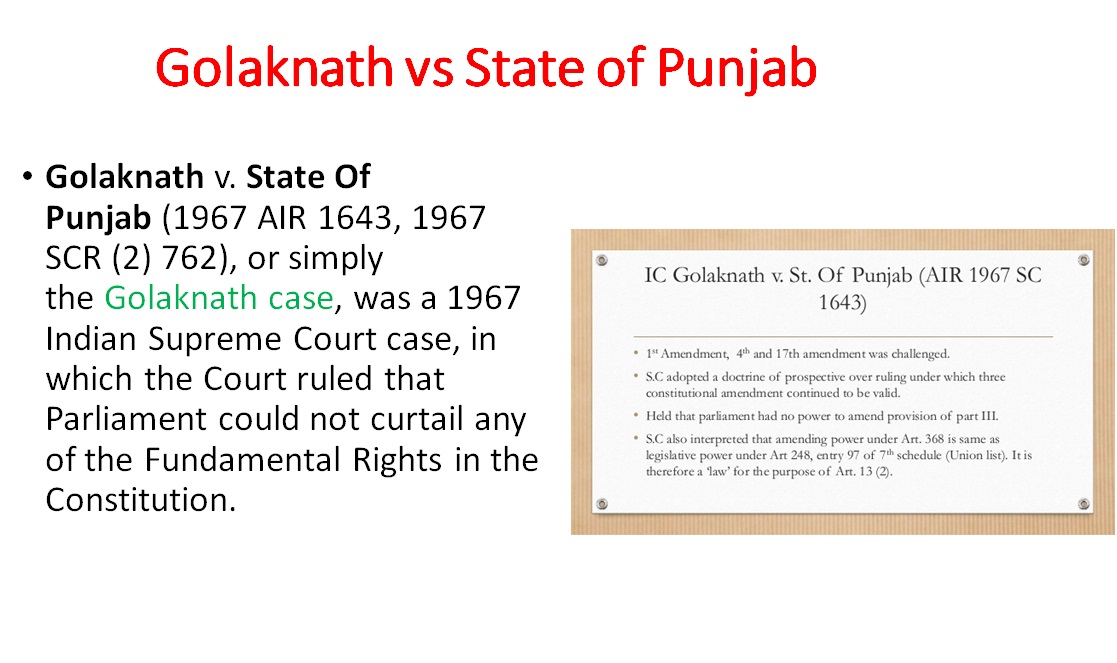 Golaknath vs State of Punjab
• Golaknath v. State Of
Punjab (1967 AIR 1643, 1967
SCR (2) 762), or simply
the Golaknath case, was a 1967
Indian Supreme Court case, in
which the Court ruled that
Parliament could not curtail any
of the Fundamental Rights in the
Constitution.
IC Golaknath v. St. Of Punjab (AIR 1967 SC
1643)
• 1st Amendment, 4th and 17th amendment was challenged.
• S.C adopted a doctrine of prospective over ruling under which three
constitutional amendment continued to be valid.
• Held that parliament had no power to amend provision of part III.
• S.C also interpreted that amending power under Art. 368 is same as
legislative power under Art 248, entry 97 of 7th schedule (Union list). It is
therefore a ‘law’ for the purpose of Art. 13 (2).